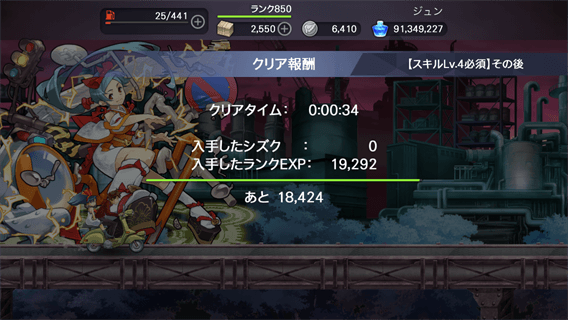 ランク850
ジュン
25/441
2,550
6,410
91,349,227
クリア報酬
【スキルLv.4必須】その後
クリアタイム： 0:00:34
入手したシズク ： 0
入手したランクEXP： 19,292
あと 18,424